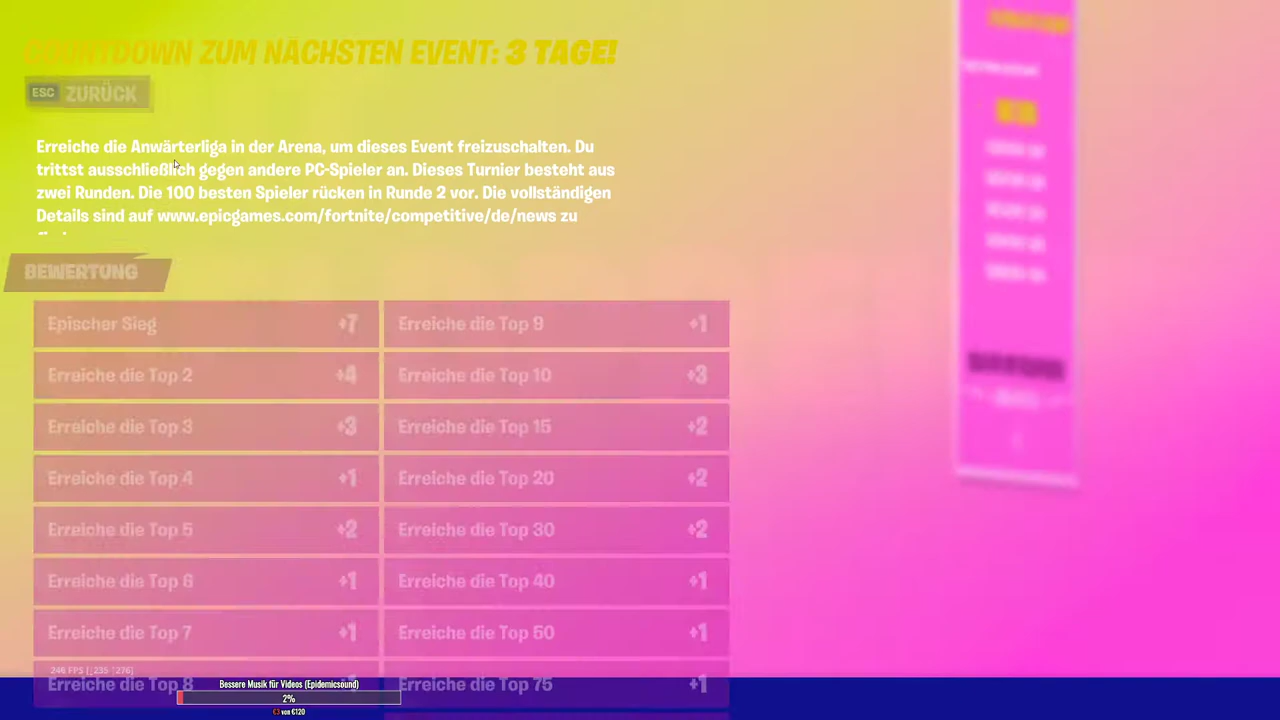 COUNTDOWN ZUM NÄCHSTEN EVENT: 3 TAGE!
ESC ZURÜCK
Erreiche die Anwärterliga in der Arena, um dieses Event freizuschalten. Du
trittst ausschließlich gegen andere PC-Spieler an. Dieses Turnier besteht aus
zwei Runden. Die 100 besten Spieler rücken in Runde 2 vor. Die vollständigen
Details sind auf www.epicgames.com/fortnite/competitive/de/news zu
BEWERTUNG
Epischer Sieg +7
Erreiche die Top 2 +4
Erreiche die Top 3 +3
Erreiche die Top 4 +1
Erreiche die Top 5 +2
Erreiche die Top 6 +1
Erreiche die Top 7 +1
Erreiche die Top 8
Erreiche die Top 9 +1
Erreiche die Top 10 +3
Erreiche die Top 15 +2
Erreiche die Top 20 +2
Erreiche die Top 30 +2
Erreiche die Top 40 +1
Erreiche die Top 50 +1
Erreiche die Top 75 +1
246 FPS [↓235 ↑276]
Bessere Musik für Videos (Epidemicsound)
2%
€3 von €120